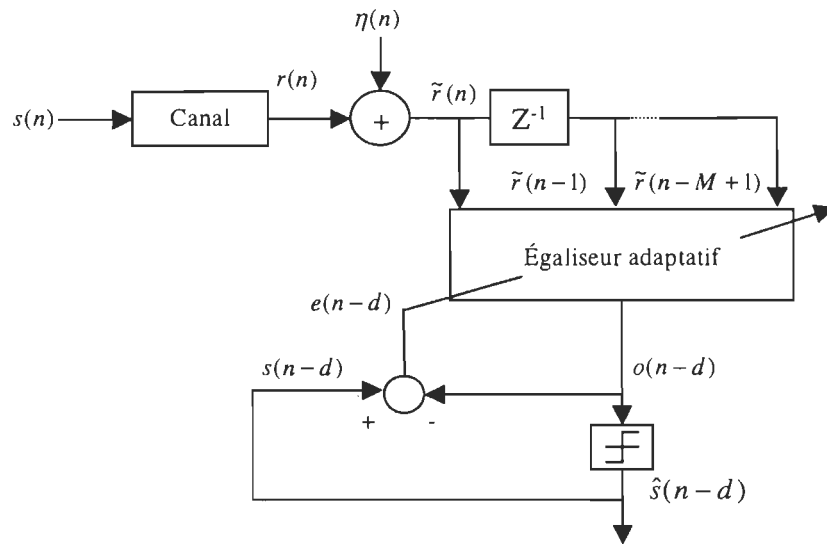 η(n)
r(n)
r̃(n)
s(n)
Canal
+
Z⁻¹
r̃(n−1)
r̃(n−M+1)
Égaliseur adaptatif
e(n−d)
s(n−d)
o(n−d)
+
-
ŝ(n−d)